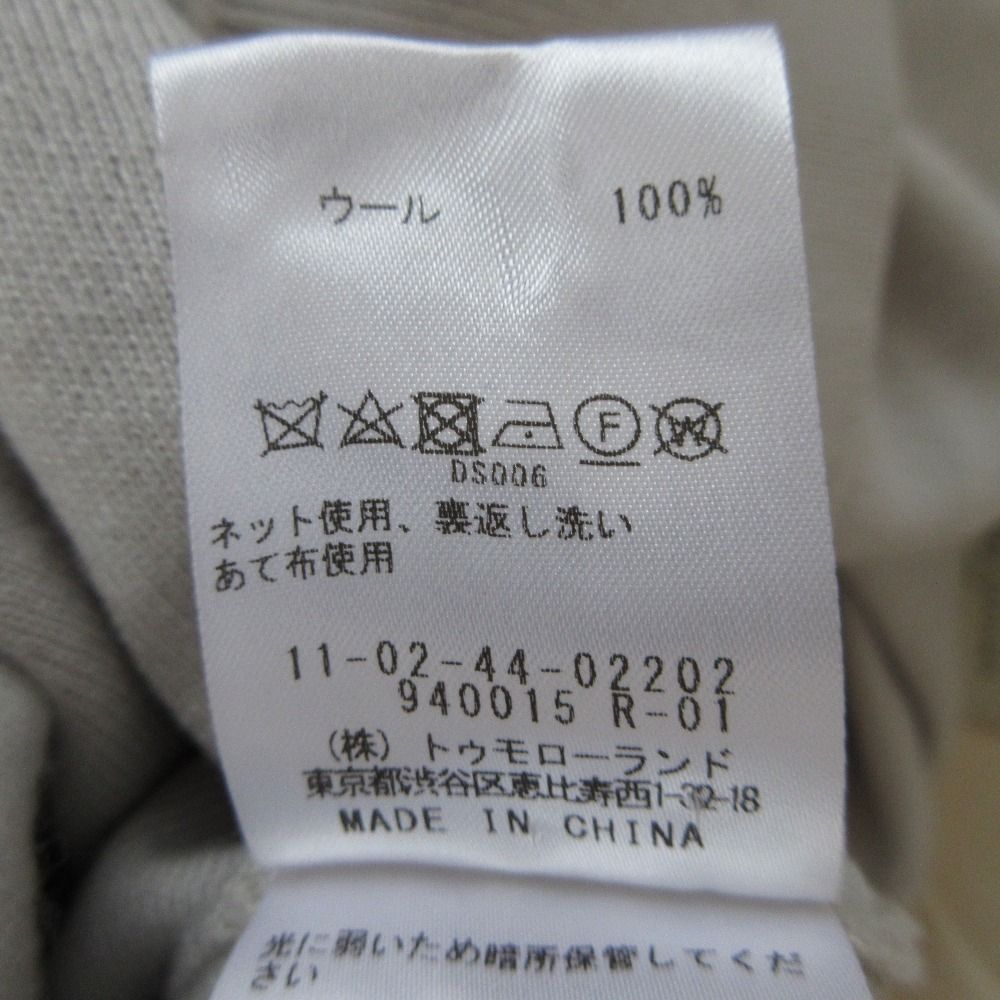 ウール 100%
F
W
DS006
ネット使用、裏返し洗い
あて布使用
11-02-44-02202
940015 R-01
(株) トゥモローランド
東京都渋谷区恵比寿西1-32-18
MADE IN CHINA
光に弱いため暗所保管してくだ
さい